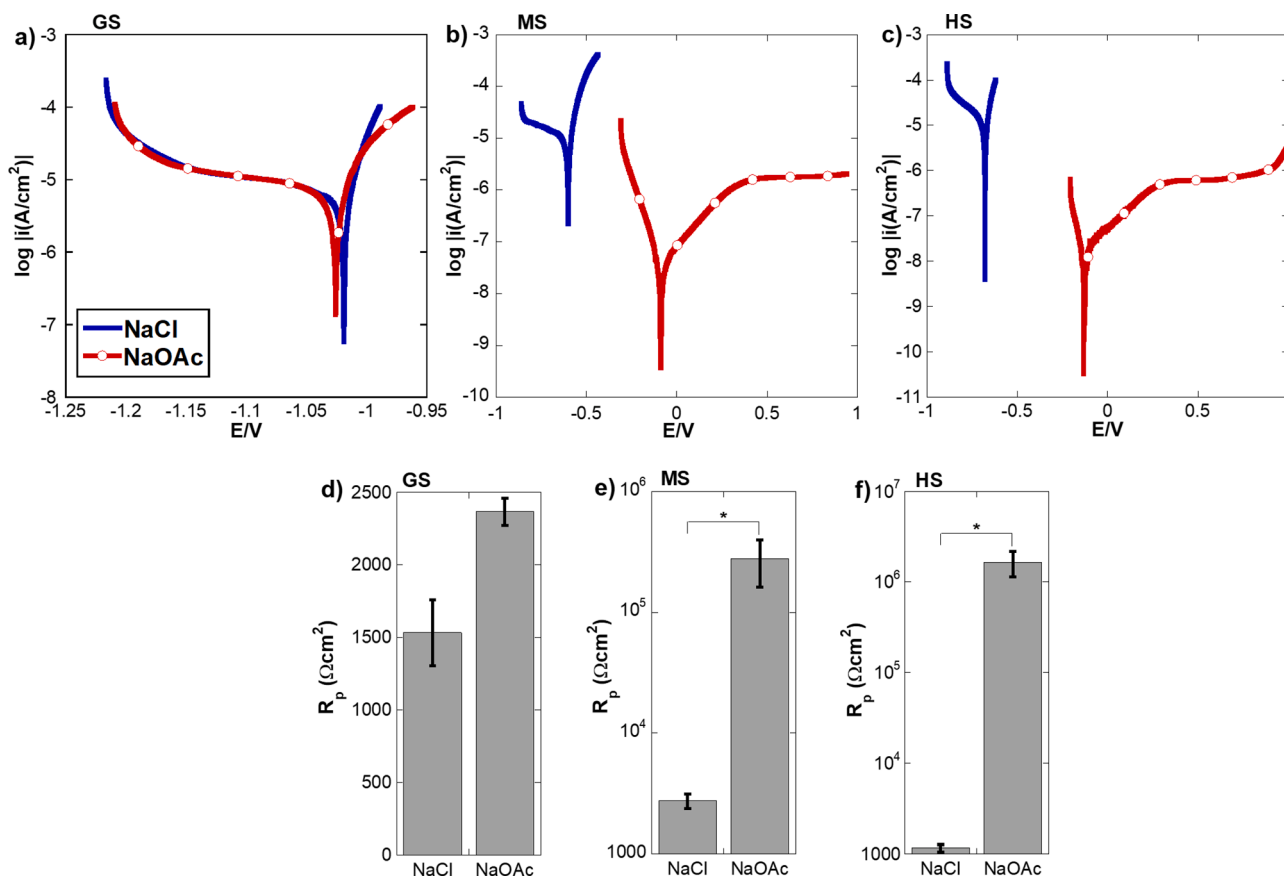 a) GS
-3
-4
-5
-6
-7
-8
log |i(A/cm²)|
-1.25 -1.2 -1.15 -1.1 -1.05 -1 -0.95
E/V
NaCl
NaOAc
b) MS
-3
-4
-5
-6
-7
-8
-9
-10
log |i(A/cm²)|
-1 -0.5 0 0.5 1
E/V
c) HS
-3
-4
-5
-6
-7
-8
-9
-10
-11
log |i(A/cm²)|
-1 -0.5 0 0.5
E/V
d) GS
2500
2000
1500
1000
500
0
Rₚ (Ωcm²)
NaCl NaOAc
e) MS
10⁶
10⁵
10⁴
1000
Rₚ (Ωcm²)
*
NaCl NaOAc
f) HS
10⁷
10⁶
10⁵
10⁴
1000
Rₚ (Ωcm²)
*
NaCl NaOAc